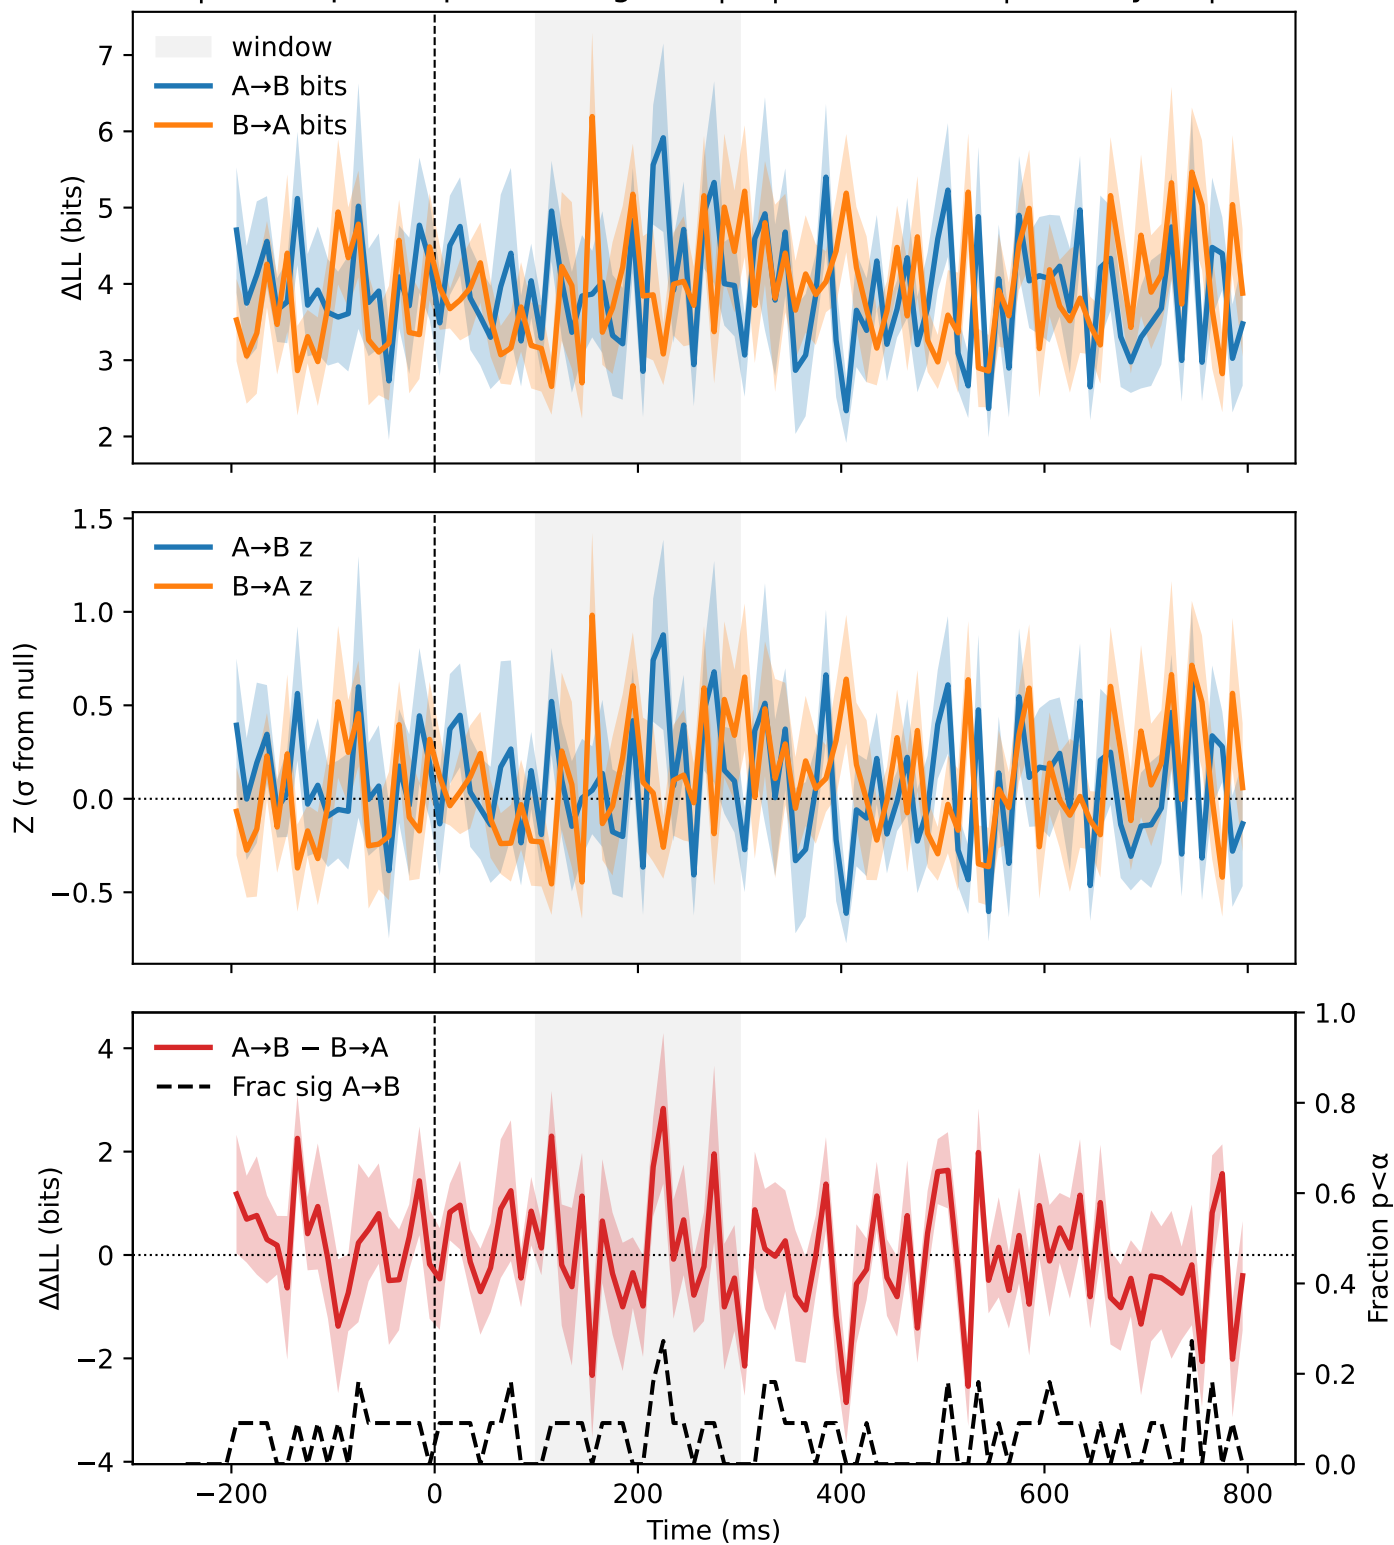 7
6
5
4
3
2
ΔLL (bits)
window
A→B bits
B→A bits
1.5
1.0
0.5
0.0
−0.5
Z (σ from null)
A→B z
B→A z
4
2
0
−2
−4
ΔΔLL (bits)
A→B − B→A
Frac sig A→B
1.0
0.8
0.6
0.4
0.2
0.0
Fraction p<α
−200 0 200 400 600 800
Time (ms)